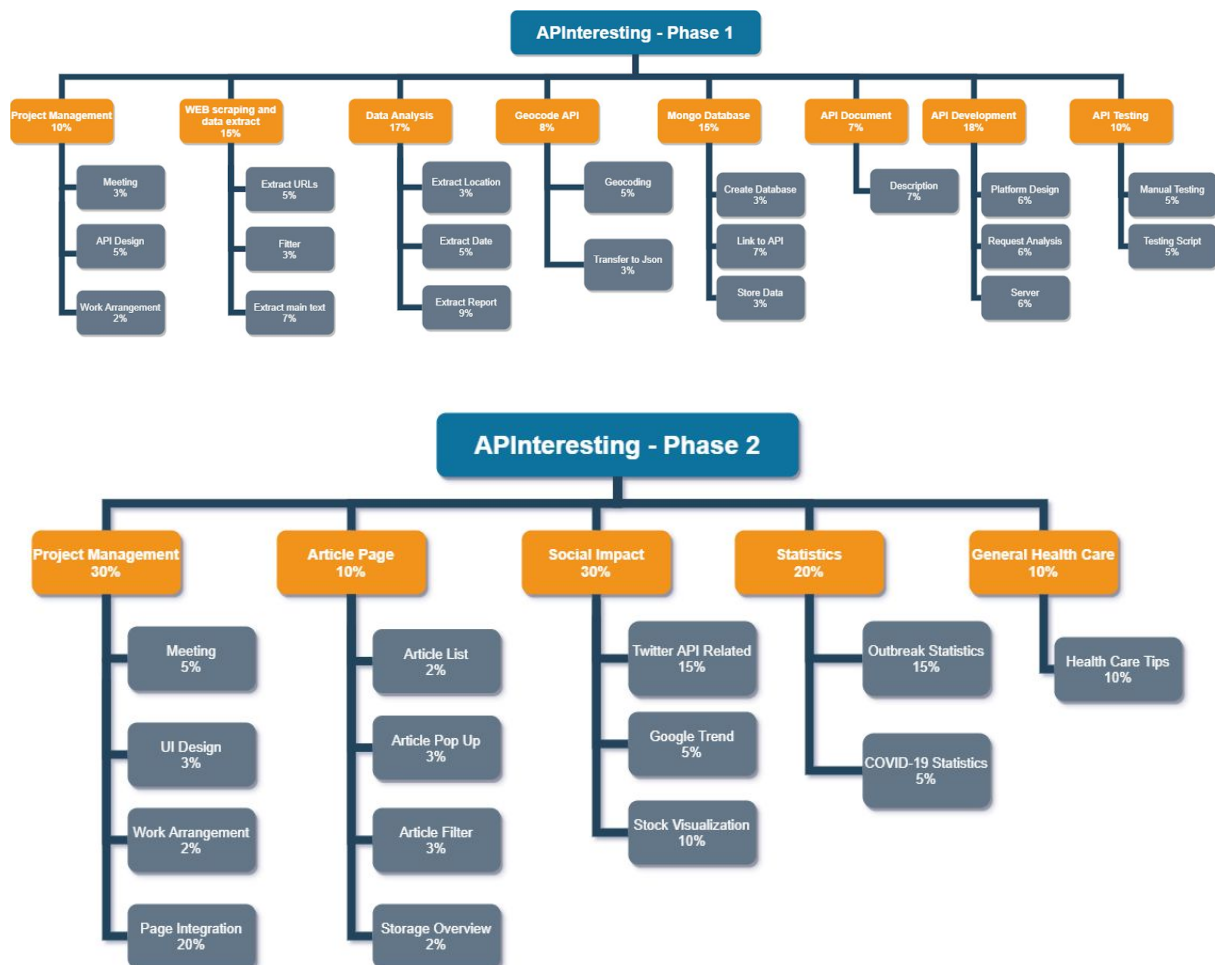 APInteresting - Phase 1
Project Management
10%
Meeting
3%
API Design
5%
Work Arrangement
2%
WEB scraping and
data extract
15%
Extract URLs
5%
Fitter
3%
Extract main text
7%
Data Analysis
17%
Extract Location
3%
Extract Date
5%
Extract Report
9%
Geocode API
8%
Geocoding
5%
Transfer to Json
3%
Mongo Database
15%
Create Database
3%
Link to API
7%
Store Data
3%
API Document
7%
Description
7%
API Development
18%
Platform Design
6%
Request Analysis
6%
Server
6%
API Testing
10%
Manual Testing
5%
Testing Script
5%
APInteresting - Phase 2
Project Management
30%
Meeting
5%
UI Design
3%
Work Arrangement
2%
Page Integration
20%
Article Page
10%
Article List
2%
Article Pop Up
3%
Article Filter
3%
Storage Overview
2%
Social Impact
30%
Twitter API Related
15%
Google Trend
5%
Stock Visualization
10%
Statistics
20%
Outbreak Statistics
15%
COVID-19 Statistics
5%
General Health Care
10%
Health Care Tips
10%